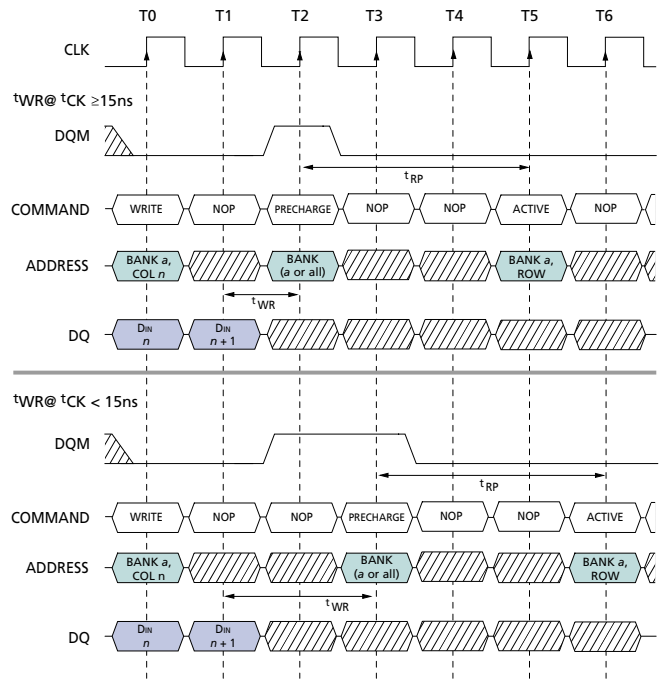 T0 T1 T2 T3 T4 T5 T6
CLK
tWR@ tCK ≥15ns
DQM
tRP
COMMAND WRITE NOP PRECHARGE NOP NOP ACTIVE NOP
ADDRESS BANK a, COL n BANK (a or all) BANK a, ROW
tWR
DQ DIN n DIN n + 1
tWR@ tCK < 15ns
DQM
tRP
COMMAND WRITE NOP NOP PRECHARGE NOP NOP ACTIVE
ADDRESS BANK a, COL n BANK (a or all) BANK a, ROW
tWR
DQ DIN n DIN n + 1